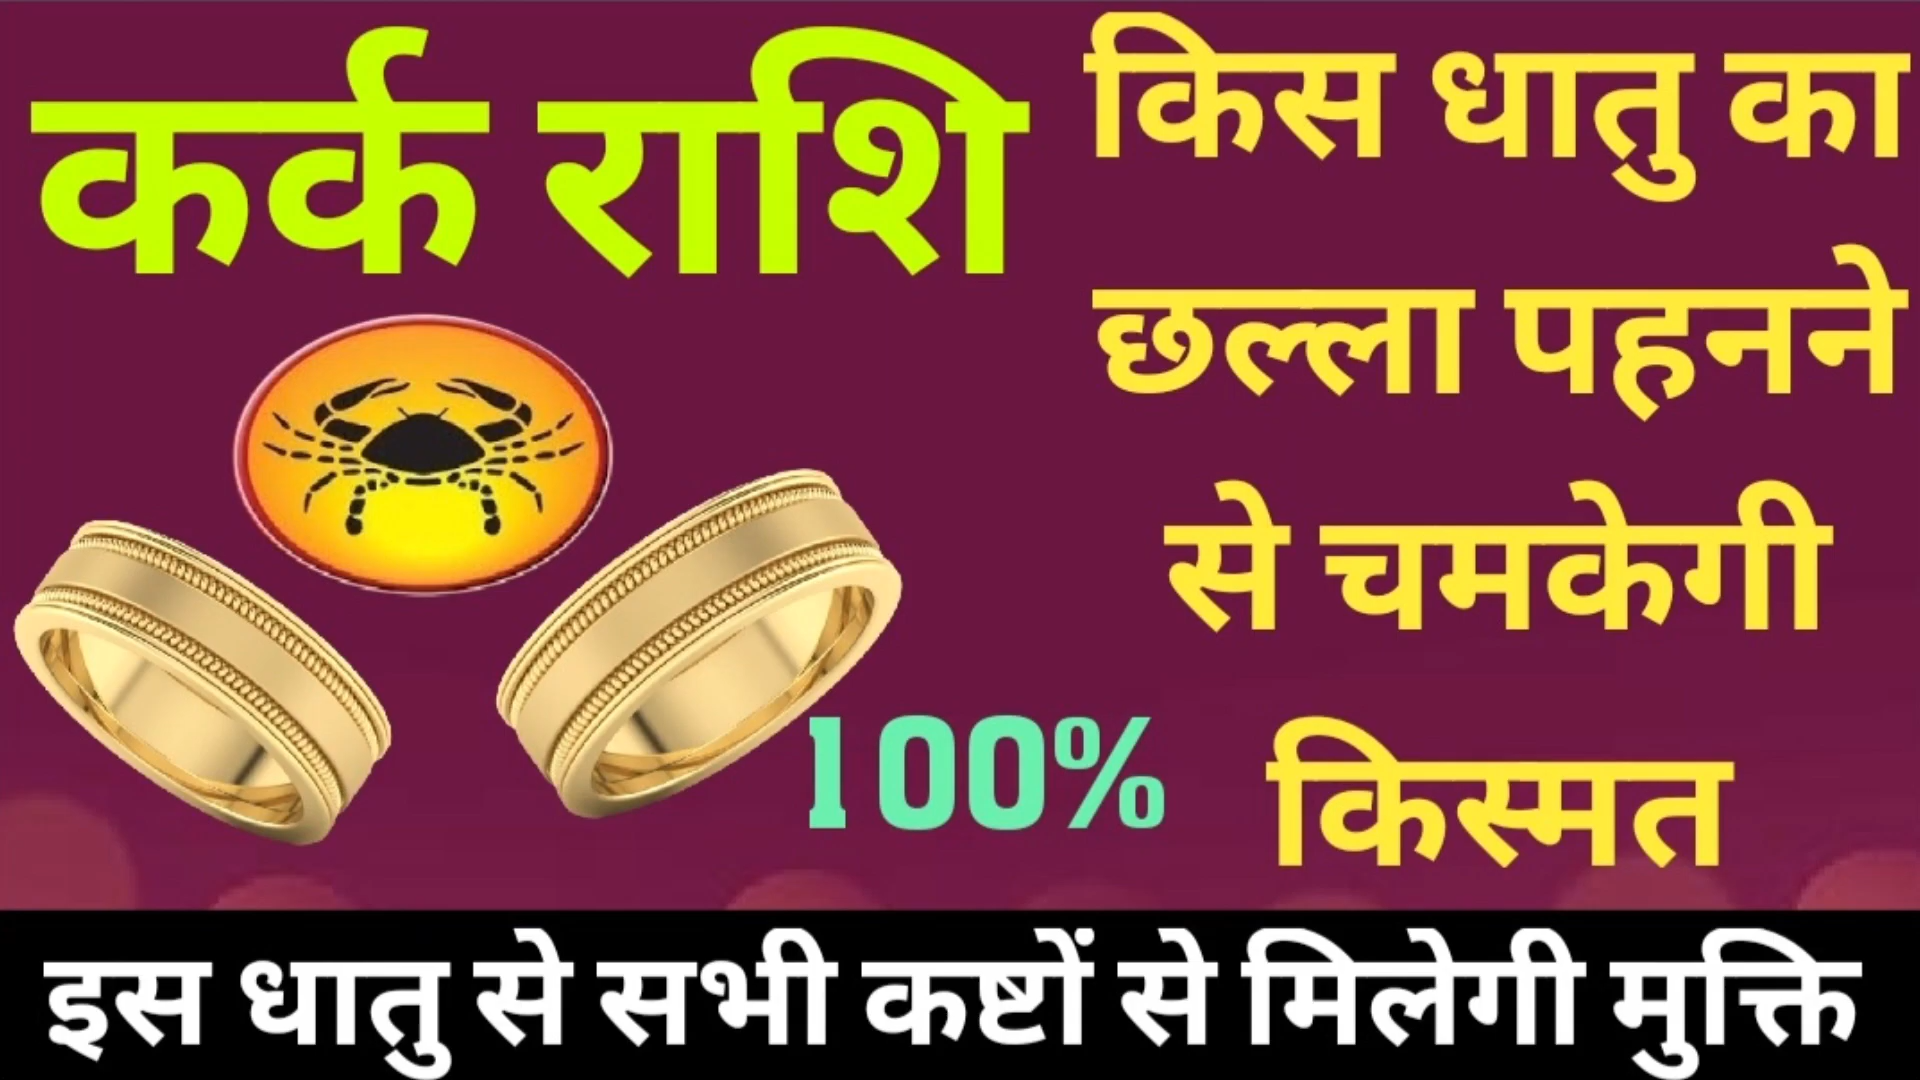 कर्क राशि
किस धातु का
छल्ला पहनने
से चमकेगी
100% किस्मत
इस धातु से सभी कष्टों से मिलेगी मुक्ति